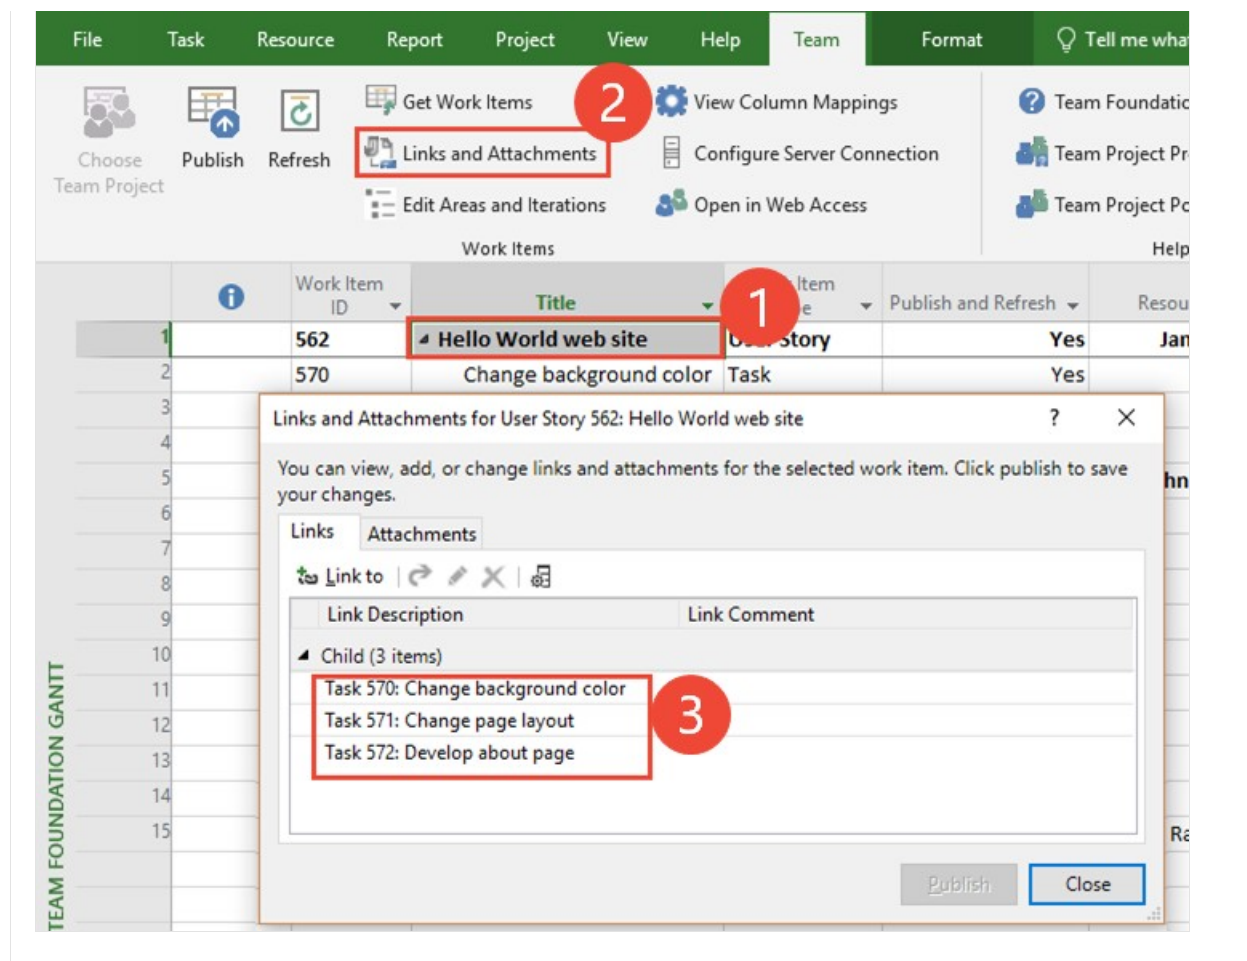 File Task Resource Report Project View Help Team Format Tell me wha
Get Work Items 2 View Column Mappings Team Foundatic
Choose Team Project Publish Refresh Links and Attachments Configure Server Connection Team Project Pr
Edit Areas and Iterations Open in Web Access Team Project Pc
Work Items Help
Work Item ID Title 1 Item Publish and Refresh Resou
1 562 Hello World web site User Story Yes Jan
2 570 Change background color Task Yes
3
4
5 hn
6
7
8
9
10
11
12
13
14
15 Ra
TEAM FOUNDATION GANTT
Links and Attachments for User Story 562: Hello World web site ?
You can view, add, or change links and attachments for the selected work item. Click publish to save
your changes.
Links Attachments
Link to
Link Description Link Comment
Child (3 items)
Task 570: Change background color
Task 571: Change page layout 3
Task 572: Develop about page
Publish Close